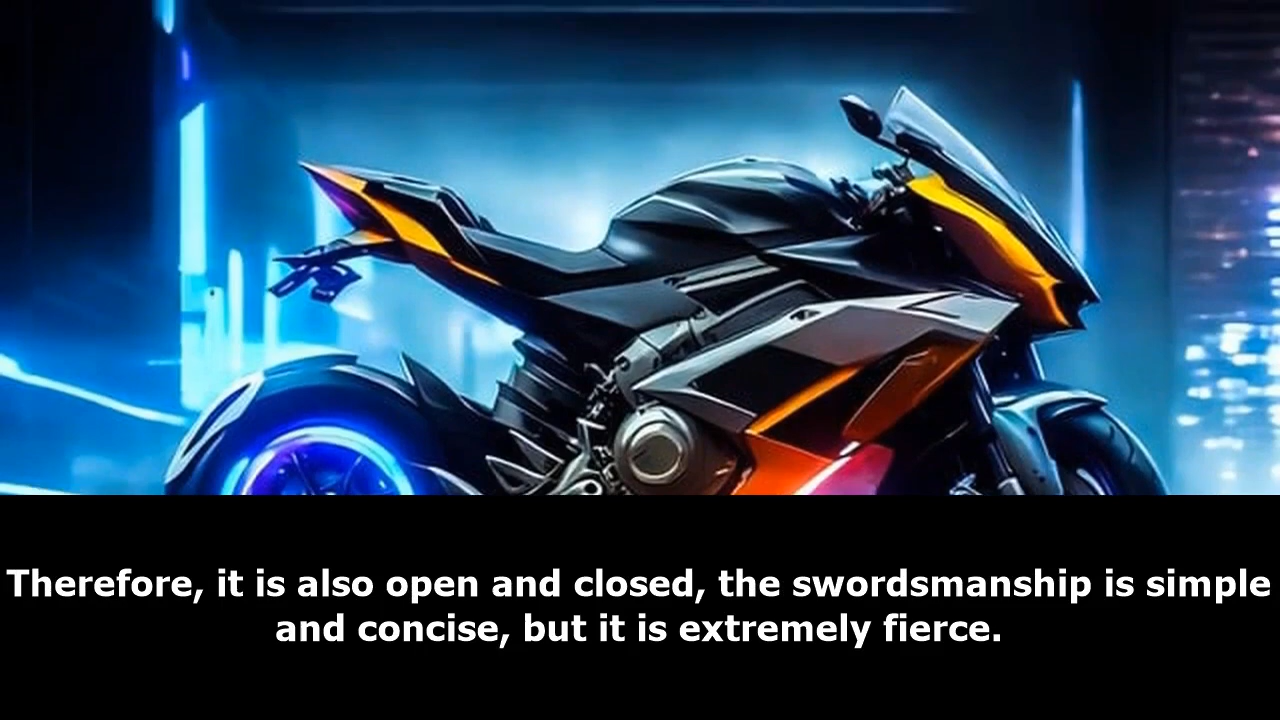 Therefore, it is also open and closed, the swordsmanship is simple
and concise, but it is extremely fierce.